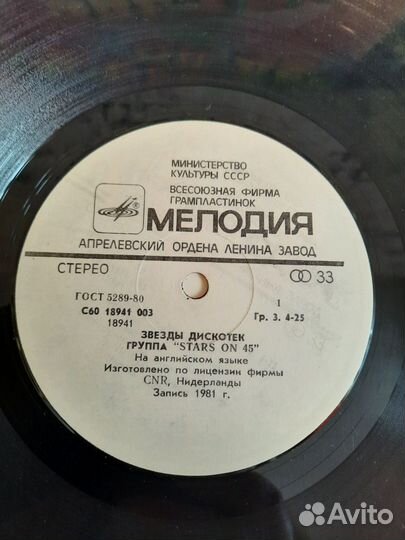 МИНИСТЕРСТВО
КУЛЬТУРЫ СССР
ВСЕСОЮЗНАЯ ФИРМА
ГРАМПЛАСТИНОК
МЕЛОДИЯ
АПРЕЛЕВСКИЙ ОРДЕНА ЛЕНИНА ЗАВОД
СТЕРЕО 33
ГОСТ 5289-80 1
С60 18941 003 Гр. 3. 4-25
18941
ЗВЕЗДЫ ДИСКОТЕК
ГРУППА "STARS ON 45"
На английском языке
Изготовлено по лицензии фирмы
CNR, Нидерланды
Запись 1981 г.
Avito